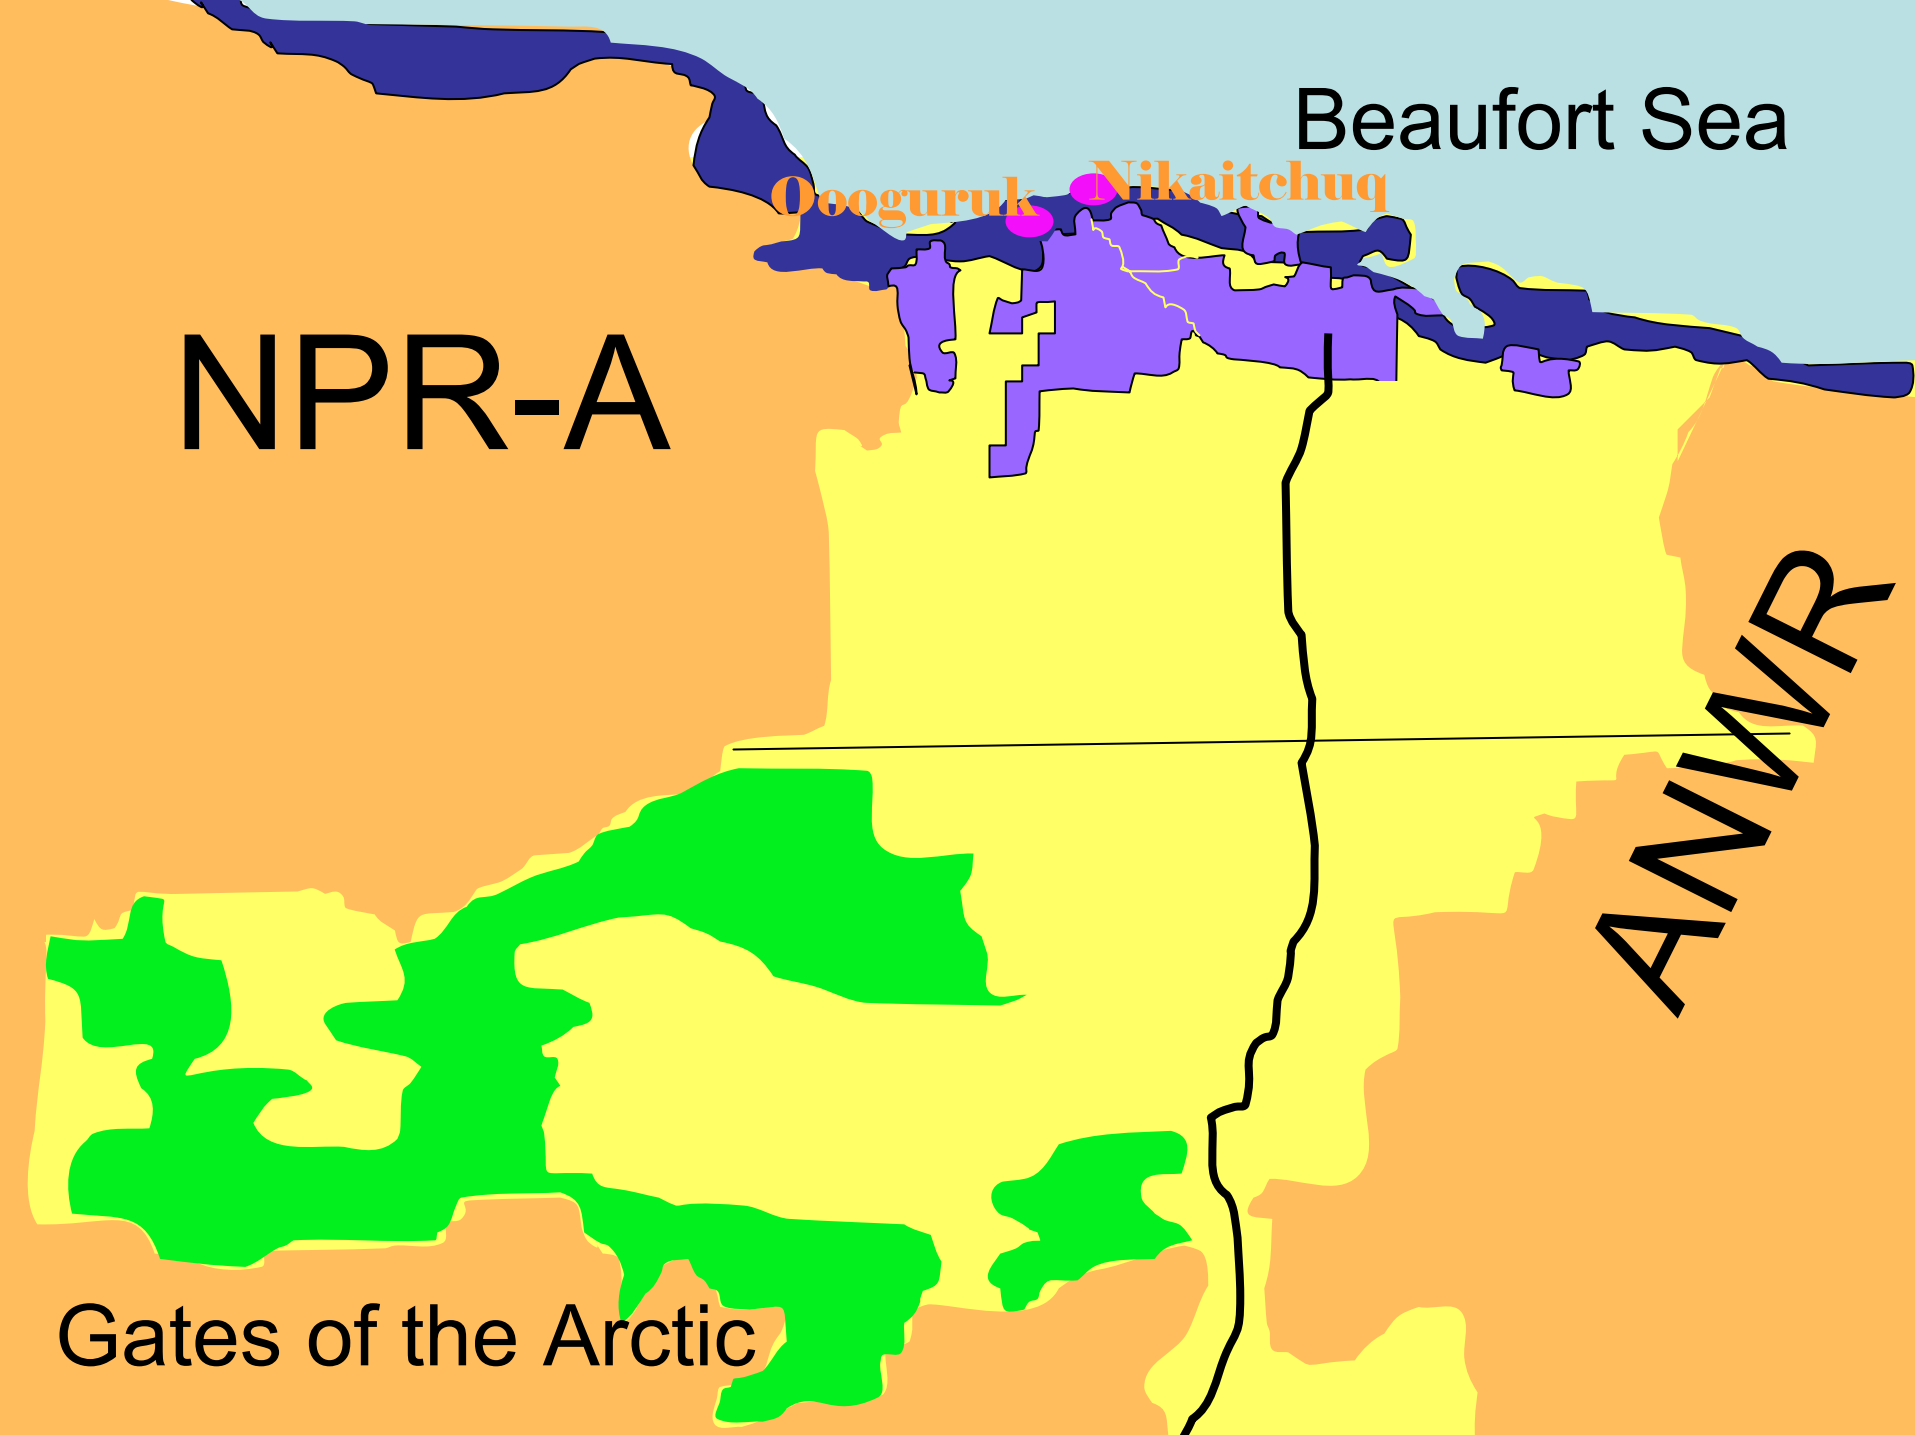 Beaufort Sea
Nikaitchuq
Oooguruk
NPR-A
ANWR
Gates of the Arctic